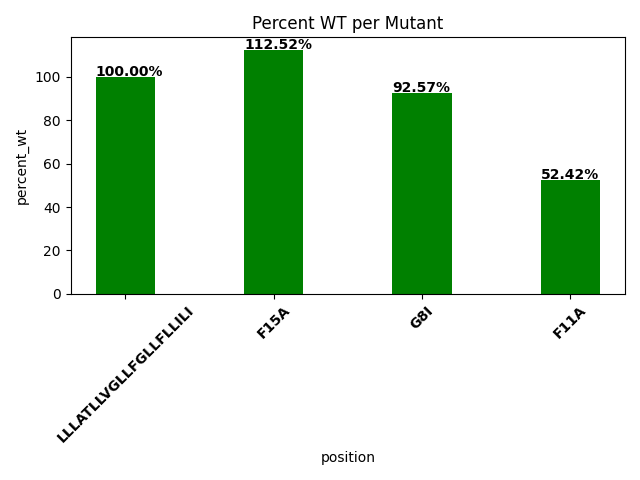 Percent WT per Mutant
percent_wt
100
80
60
40
20
0
100.00%
112.52%
92.57%
52.42%
LLLATLLVGLLFGLLFLLILI
F15A
G8I
F11A
position